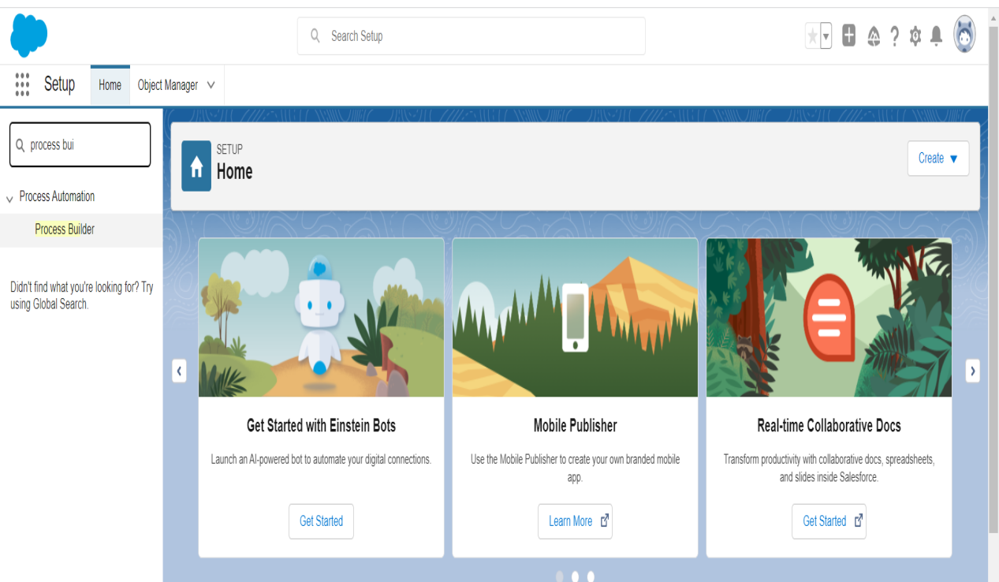 Search Setup
Setup
Home
Object Manager
process bui
Process Automation
Process Builder
Didn't find what you're looking for? Try
using Global Search.
SETUP
Home
Create
Get Started with Einstein Bots
Launch an AI-powered bot to automate your digital connections.
Get Started
Mobile Publisher
Use the Mobile Publisher to create your own branded mobile
app.
Learn More
Real-time Collaborative Docs
Transform productivity with collaborative docs, spreadsheets,
and slides inside Salesforce.
Get Started